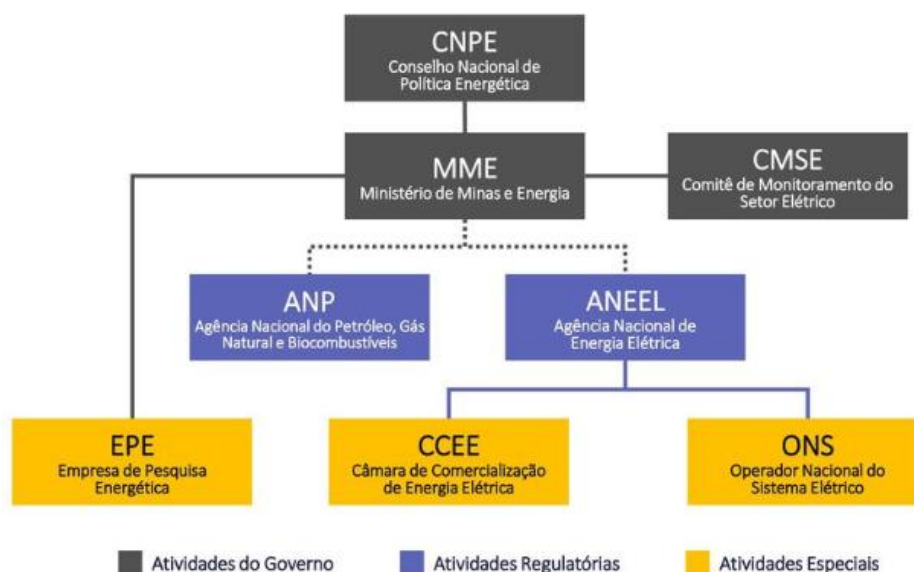 CNPE
Conselho Nacional de
Política Energética
MME
Ministério de Minas e Energia
CMSE
Comitê de Monitoramento do
Setor Elétrico
ANP
Agência Nacional do Petróleo, Gás
Natural e Biocombustíveis
ANEEL
Agência Nacional de
Energia Elétrica
EPE
Empresa de Pesquisa
Energética
CCEE
Câmara de Comercialização
de Energia Elétrica
ONS
Operador Nacional do
Sistema Elétrico
Atividades do Governo
Atividades Regulatórias
Atividades Especiais